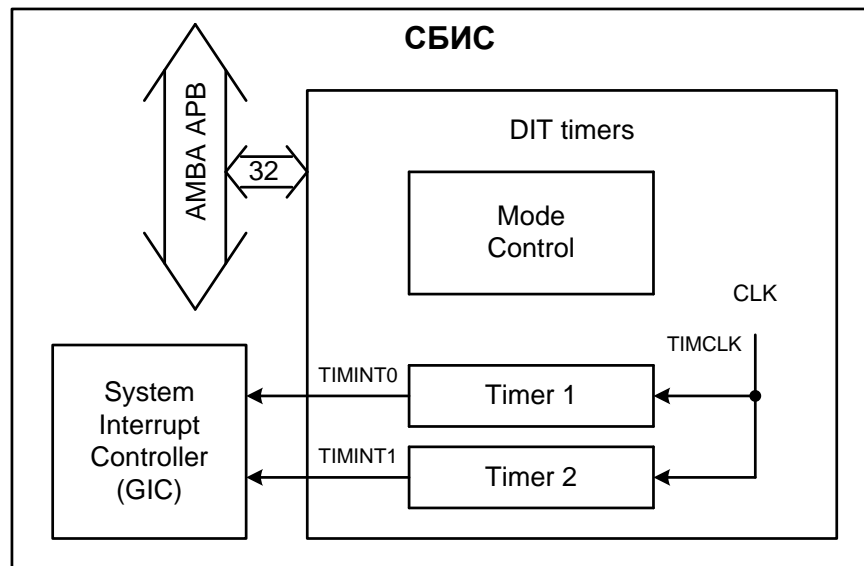 СБИС
AMBA APB
32
DIT timers
Mode
Control
CLK
TIMCLK
TIMINT0
Timer 1
TIMINT1
Timer 2
System
Interrupt
Controller
(GIC)